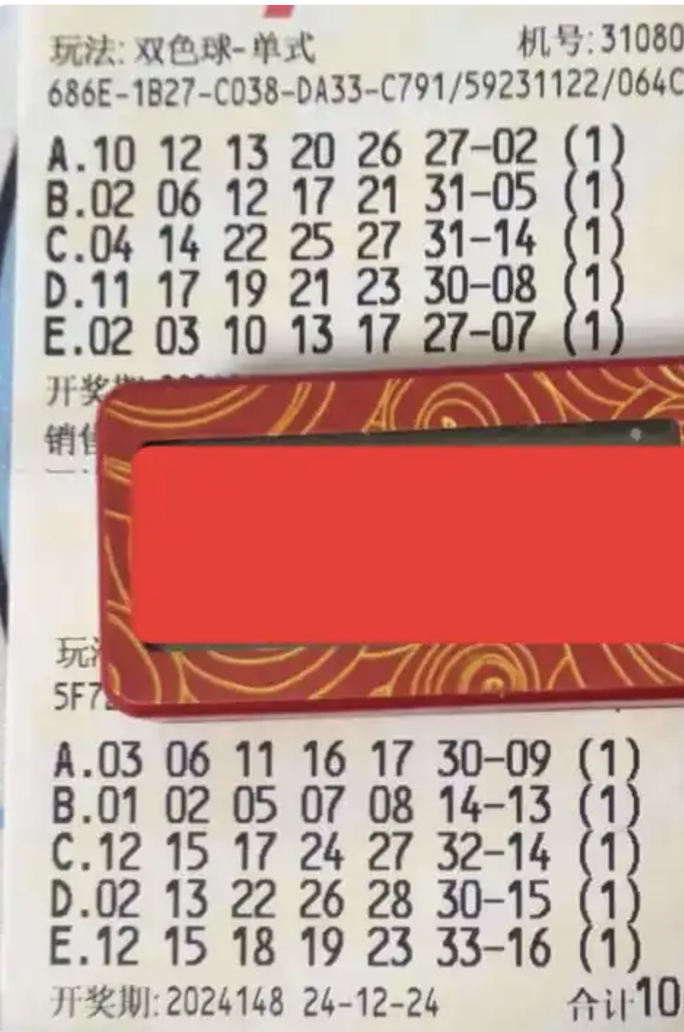 玩法: 双色球-单式 机号:31080
686E-1B27-C038-DA33-C791/59231122/064C
A.10 12 13 20 26 27-02 (1)
B.02 06 12 17 21 31-05 (1)
C.04 14 22 25 27 31-14 (1)
D.11 17 19 21 23 30-08 (1)
E.02 03 10 13 17 27-07 (1)
开奖
销售
玩法
5F7
A.03 06 11 16 17 30-09 (1)
B.01 02 05 07 08 14-13 (1)
C.12 15 17 24 27 32-14 (1)
D.02 13 22 26 28 30-15 (1)
E.12 15 18 19 23 33-16 (1)
开奖期:2024148 24-12-24 合计10